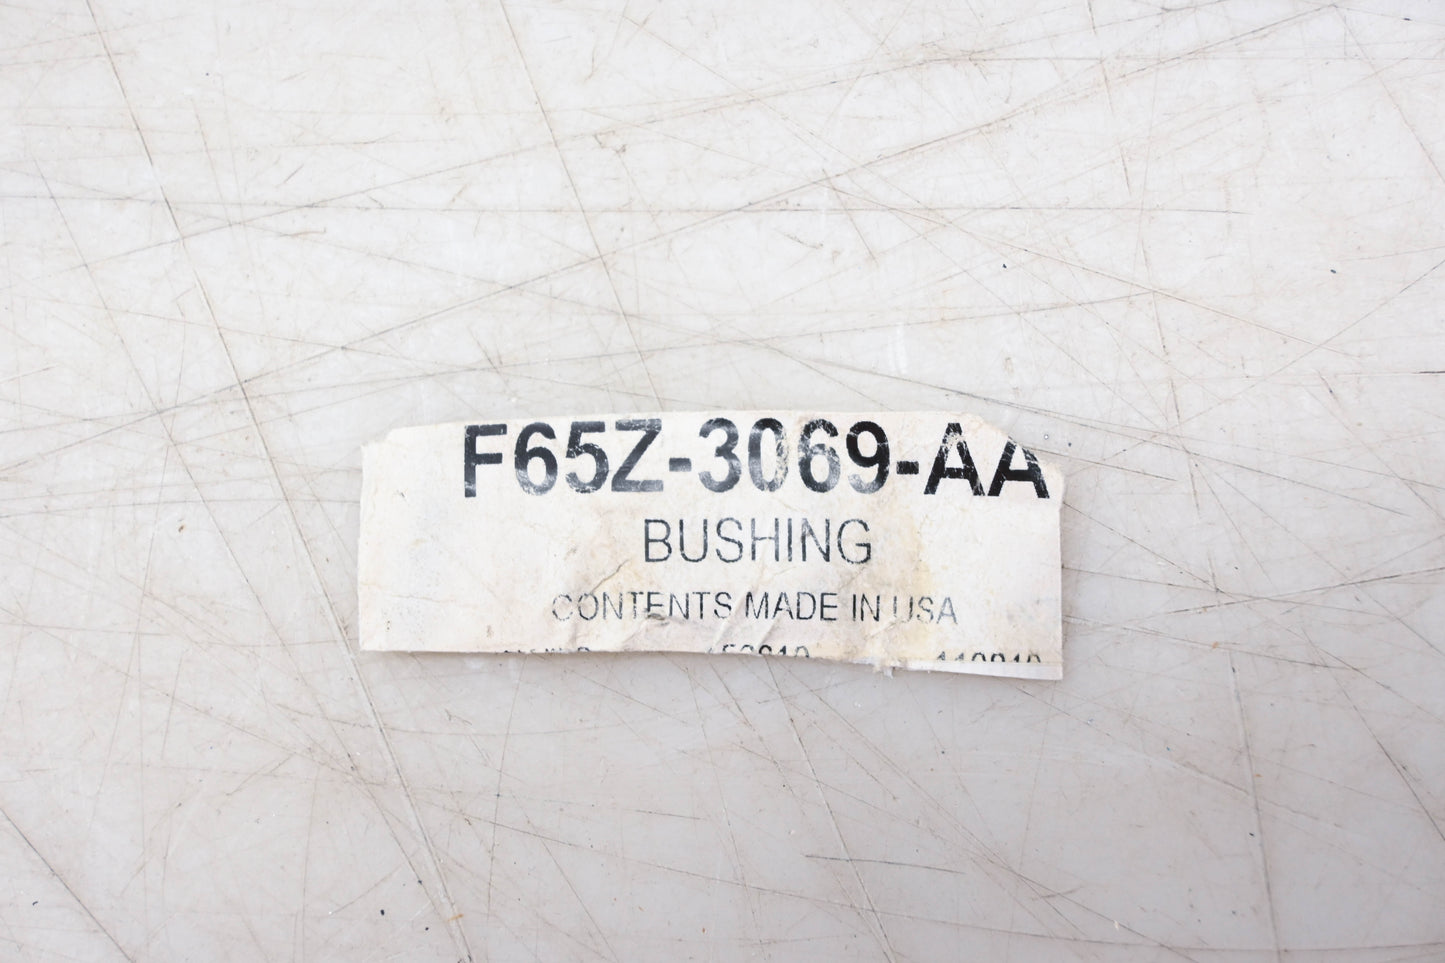 F65Z-3069-AA
BUSHING
CONTENTS MADE IN USA